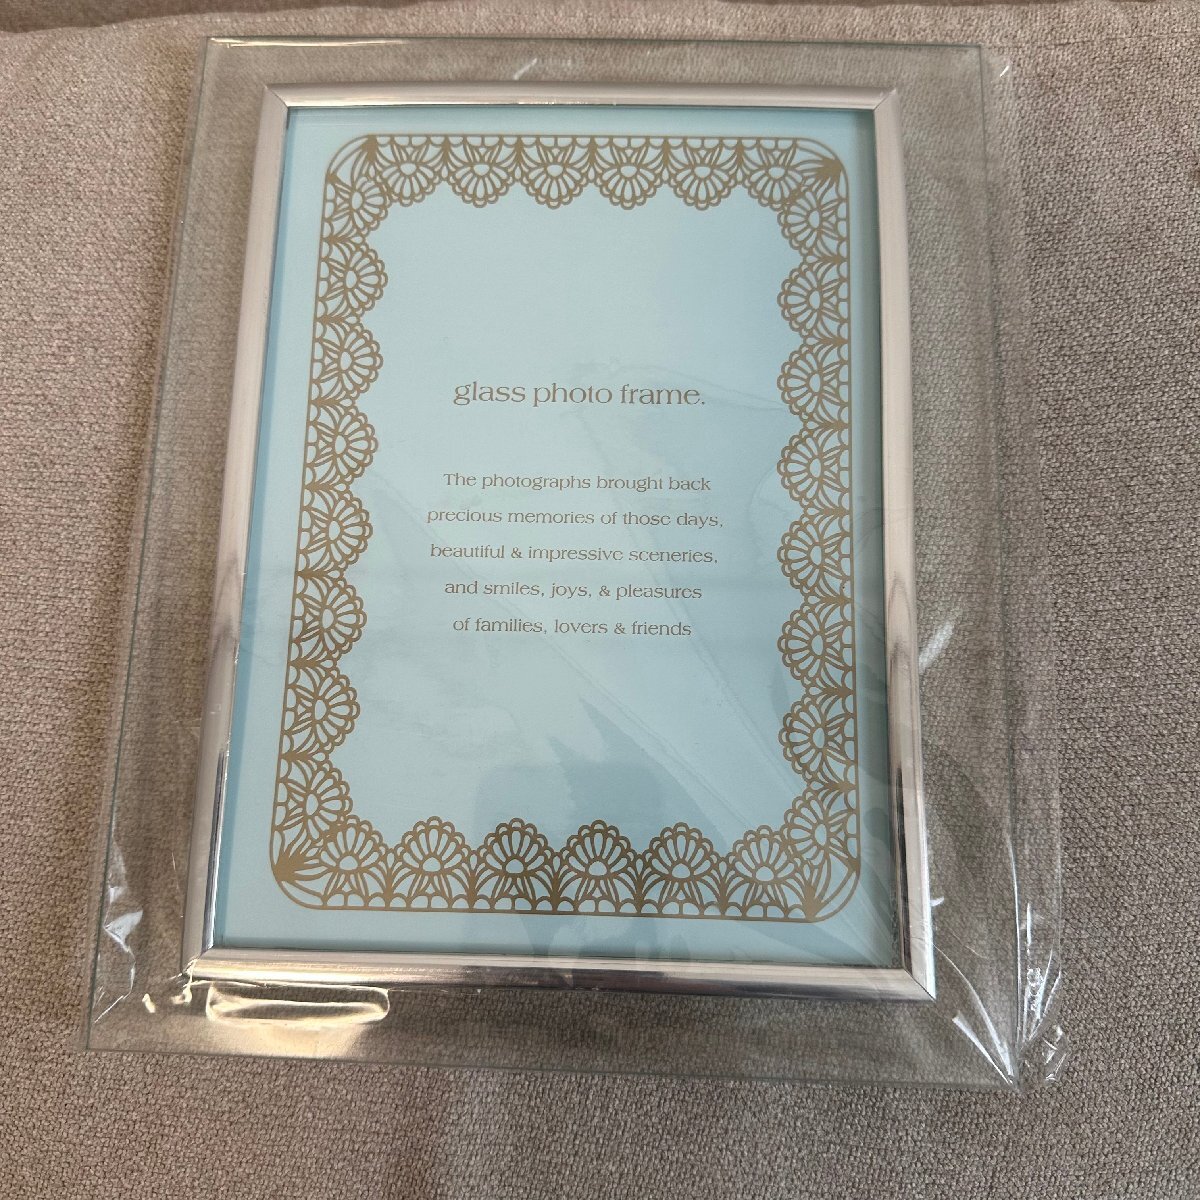 glass photo frame.
The photographs brought back
precious memories of those days,
beautiful & impressive sceneries,
and smiles, joys, & pleasures
of families, lovers & friends